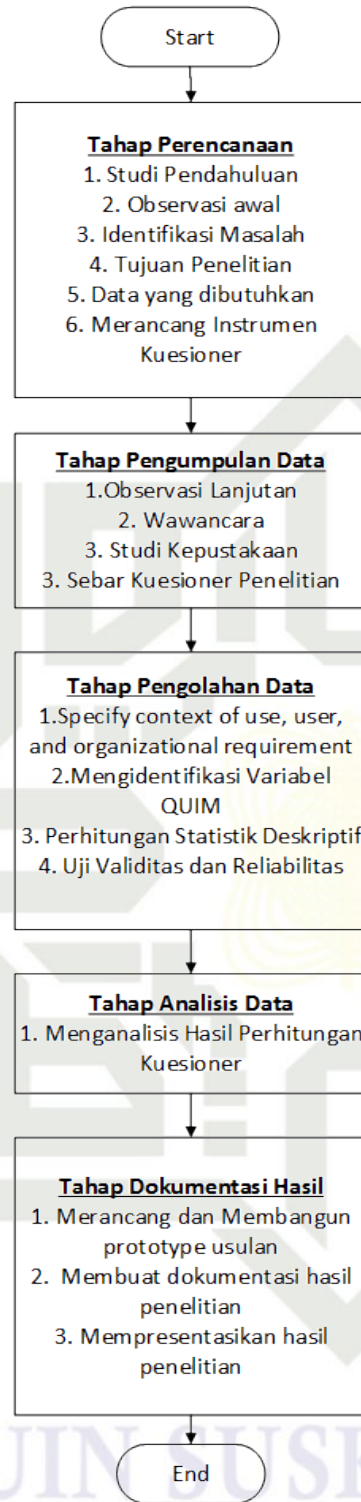 Start
Tahap Perencanaan
1. Studi Pendahuluan
2. Observasi awal
3. Identifikasi Masalah
4. Tujuan Penelitian
5. Data yang dibutuhkan
6. Merancang Instrumen
Kuesioner
Tahap Pengumpulan Data
1.Observasi Lanjutan
2. Wawancara
3. Studi Kepustakaan
3. Sebar Kuesioner Penelitian
Tahap Pengolahan Data
1.Specify context of use, user,
and organizational requirement
2.Mengidentifikasi Variabel
QUIM
3. Perhitungan Statistik Deskriptif
4. Uji Validitas dan Reliabilitas
Tahap Analisis Data
1. Menganalisis Hasil Perhitungan
Kuesioner
Tahap Dokumentasi Hasil
1. Merancang dan Membangun
prototype usulan
2. Membuat dokumentasi hasil
penelitian
3. Mempresentasikan hasil
penelitian
UIN SUSK
End